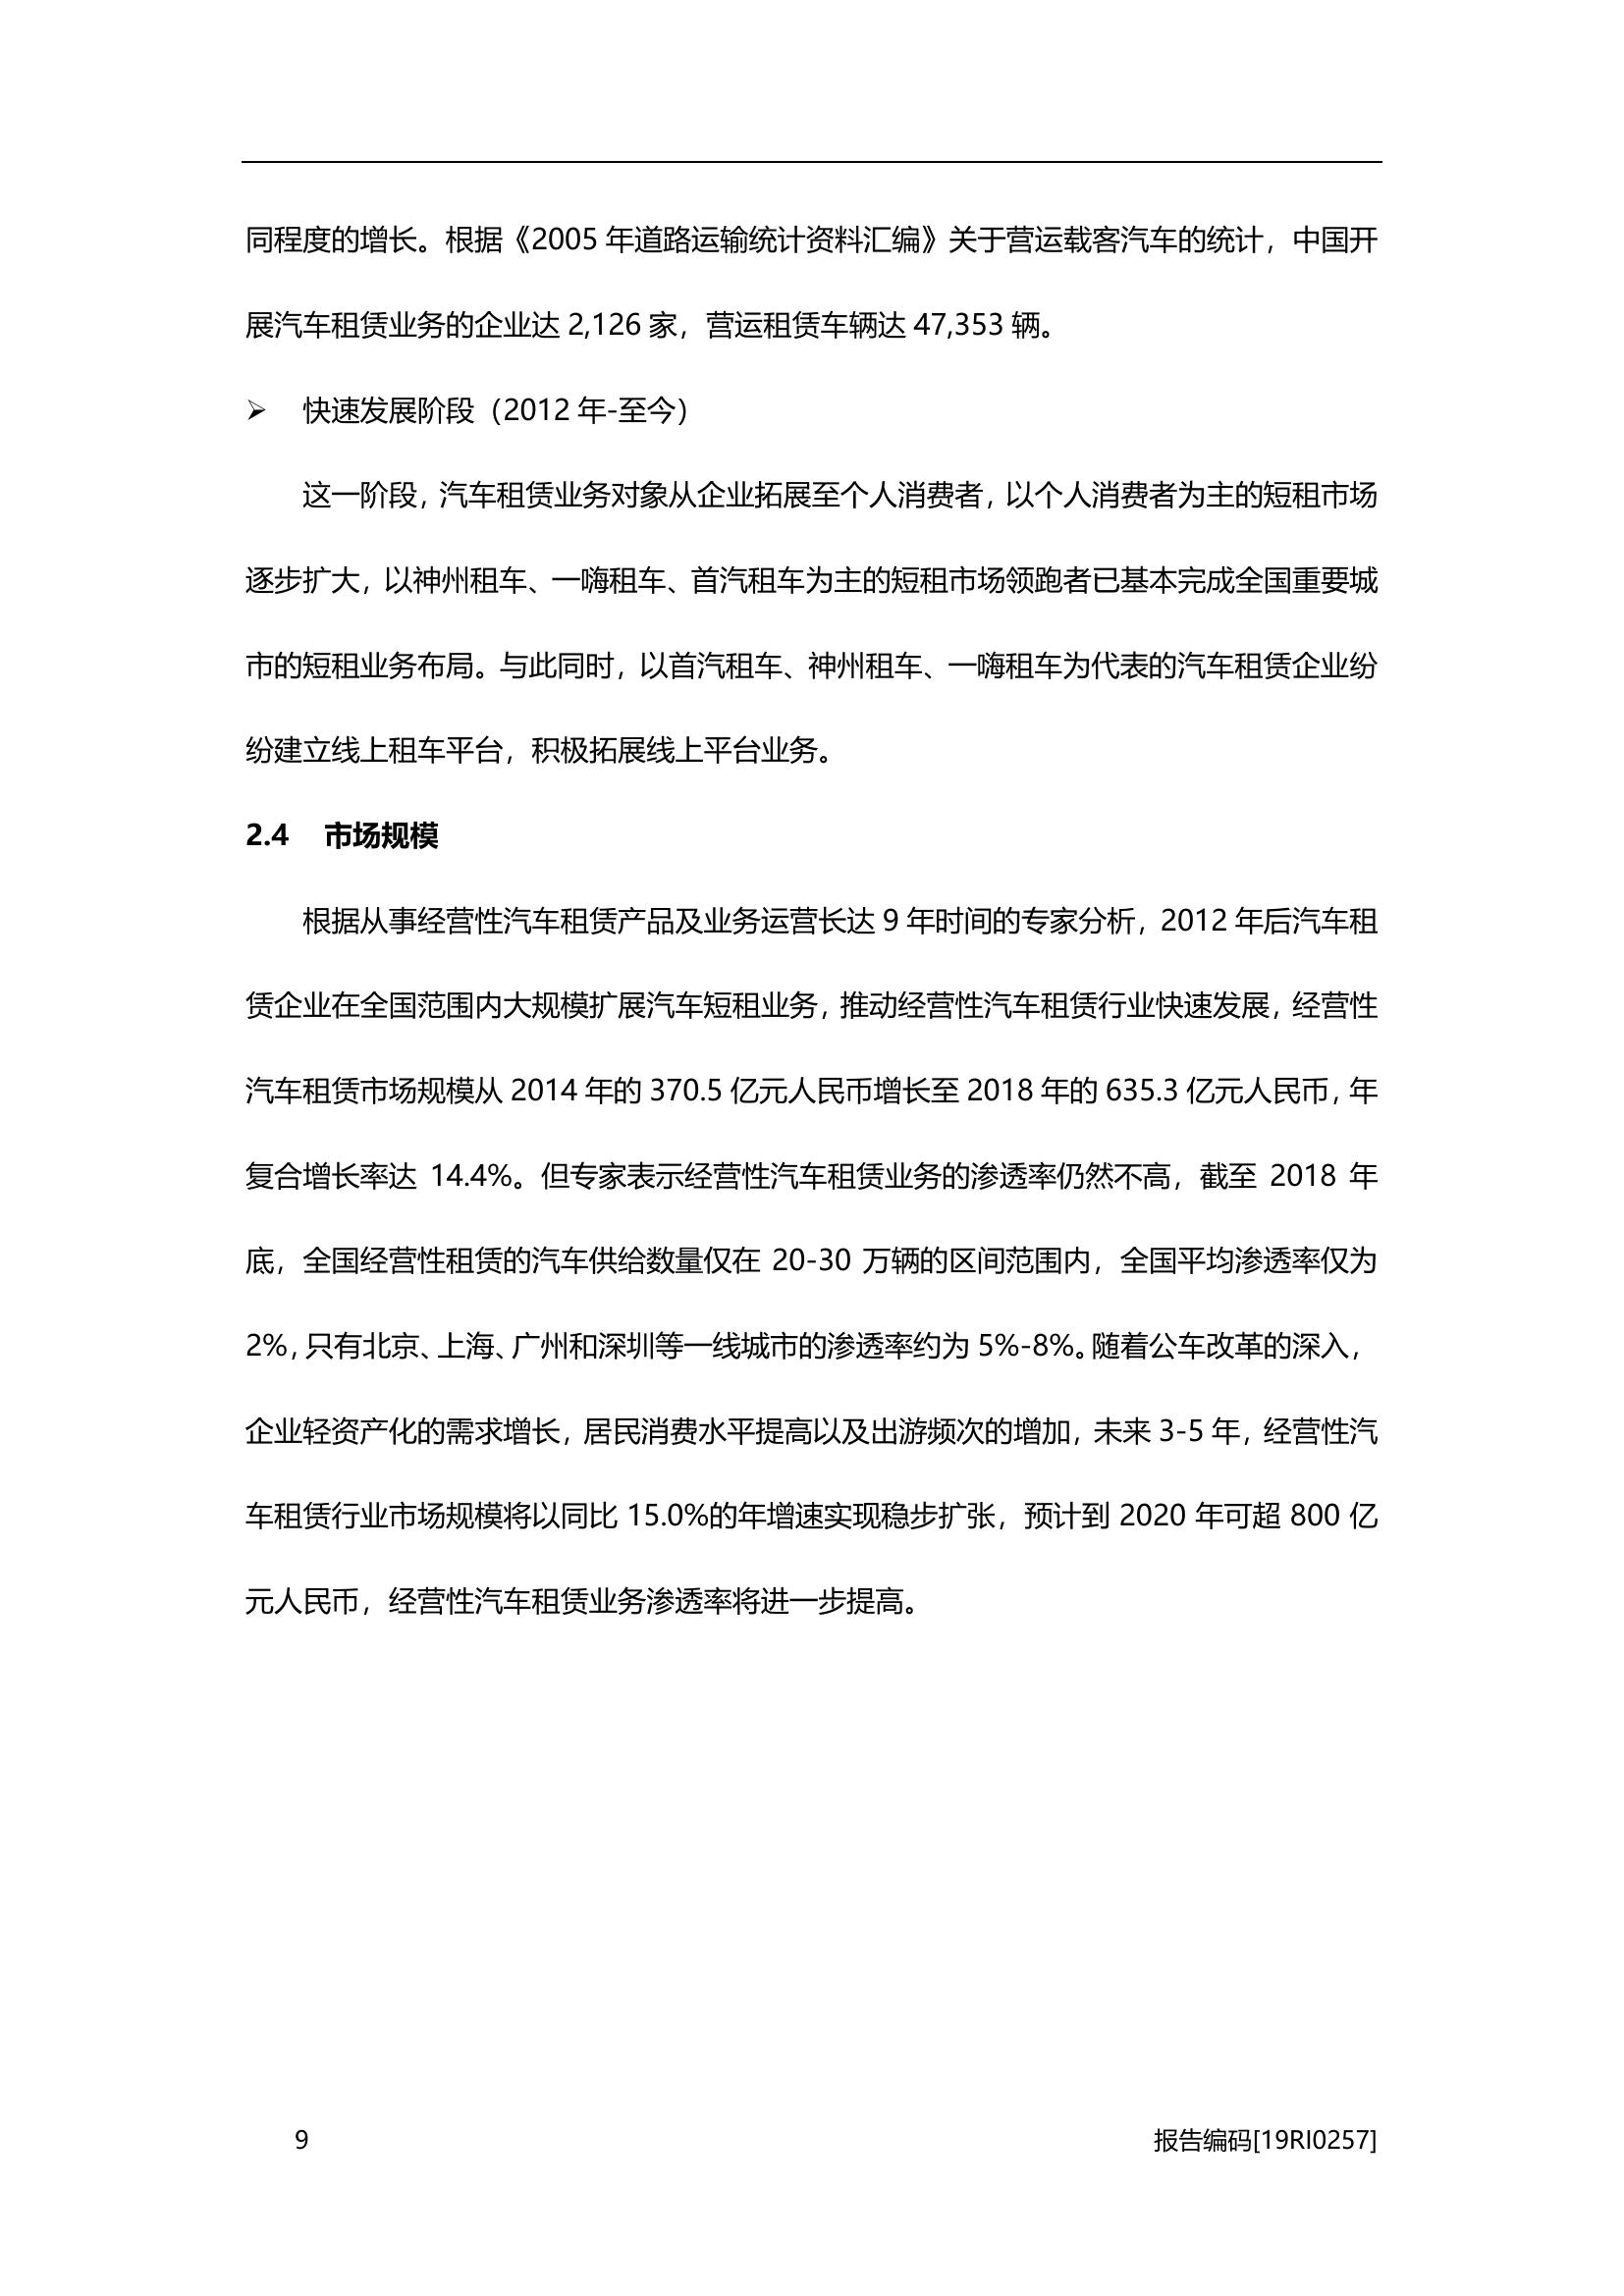 同程度的增长。根据《2005 年道路运输统计资料汇编》关于营运载客汽车的统计，中国开
展汽车租赁业务的企业达 2,126 家，营运租赁车辆达 47,353 辆。
➢ 快速发展阶段（2012 年-至今）
这一阶段，汽车租赁业务对象从企业拓展至个人消费者，以个人消费者为主的短租市场
逐步扩大，以神州租车、一嗨租车、首汽租车为主的短租市场领跑者已基本完成全国重要城
市的短租业务布局。与此同时，以首汽租车、神州租车、一嗨租车为代表的汽车租赁企业纷
纷建立线上租车平台，积极拓展线上平台业务。
2.4 市场规模
根据从事经营性汽车租赁产品及业务运营长达 9 年时间的专家分析，2012 年后汽车租
赁企业在全国范围内大规模扩展汽车短租业务，推动经营性汽车租赁行业快速发展，经营性
汽车租赁市场规模从 2014 年的 370.5 亿元人民币增长至 2018 年的 635.3 亿元人民币，年
复合增长率达 14.4%。但专家表示经营性汽车租赁业务的渗透率仍然不高，截至 2018 年
底，全国经营性租赁的汽车供给数量仅在 20-30 万辆的区间范围内，全国平均渗透率仅为
2%，只有北京、上海、广州和深圳等一线城市的渗透率约为 5%-8%。随着公车改革的深入，
企业轻资产化的需求增长，居民消费水平提高以及出游频次的增加，未来 3-5 年，经营性汽
车租赁行业市场规模将以同比 15.0%的年增速实现稳步扩张，预计到 2020 年可超 800 亿
元人民币，经营性汽车租赁业务渗透率将进一步提高。
9 报告编码[19RI0257]